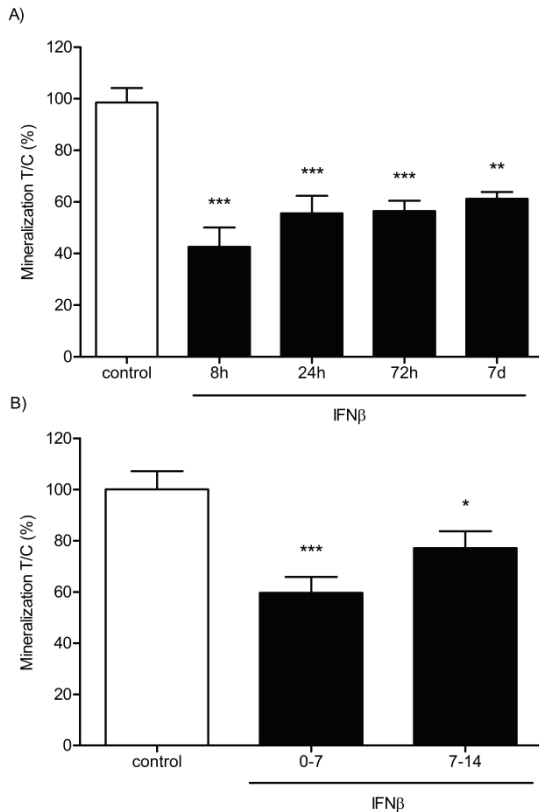 A)
Mineralization T/C (%)
120
100
80
60
40
20
0
***
***
***
**
control 8h 24h 72h 7d
IFNβ
B)
Mineralization T/C (%)
120
100
80
60
40
20
0
***
*
control 0-7 7-14
IFNβ